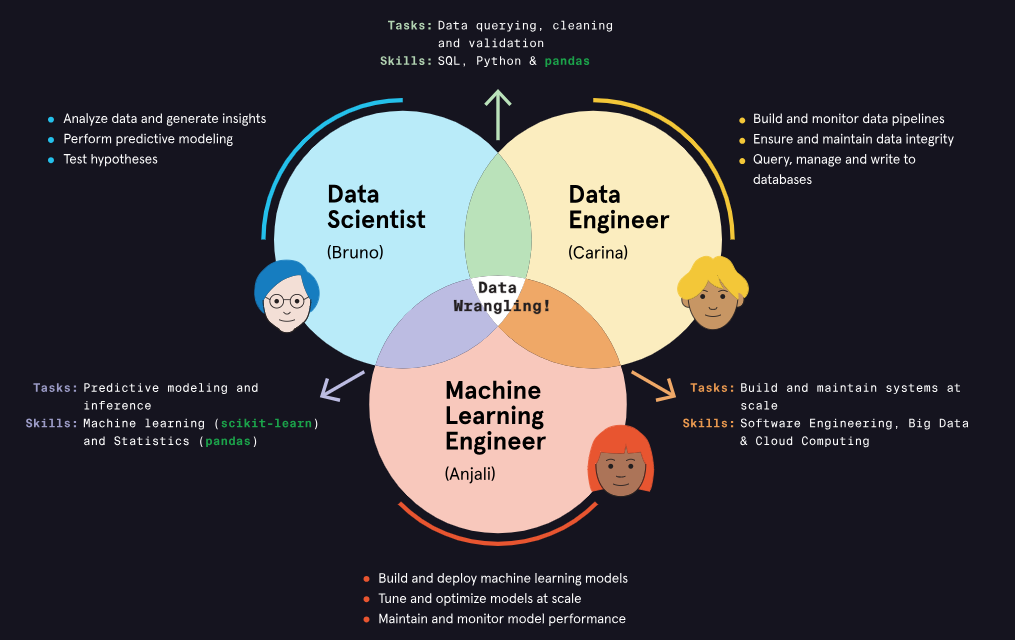 Tasks: Data querying, cleaning
and validation
Skills: SQL, Python & pandas
Analyze data and generate insights
Perform predictive modeling
Test hypotheses
Build and monitor data pipelines
Ensure and maintain data integrity
Query, manage and write to
databases
Data
Scientist
(Bruno)
Data
Engineer
(Carina)
Data
Wrangling!
Tasks: Predictive modeling and
inference
Skills: Machine learning (scikit-learn)
and Statistics (pandas)
Machine
Learning
Engineer
(Anjali)
Tasks: Build and maintain systems at
scale
Skills: Software Engineering, Big Data
& Cloud Computing
Build and deploy machine learning models
Tune and optimize models at scale
Maintain and monitor model performance